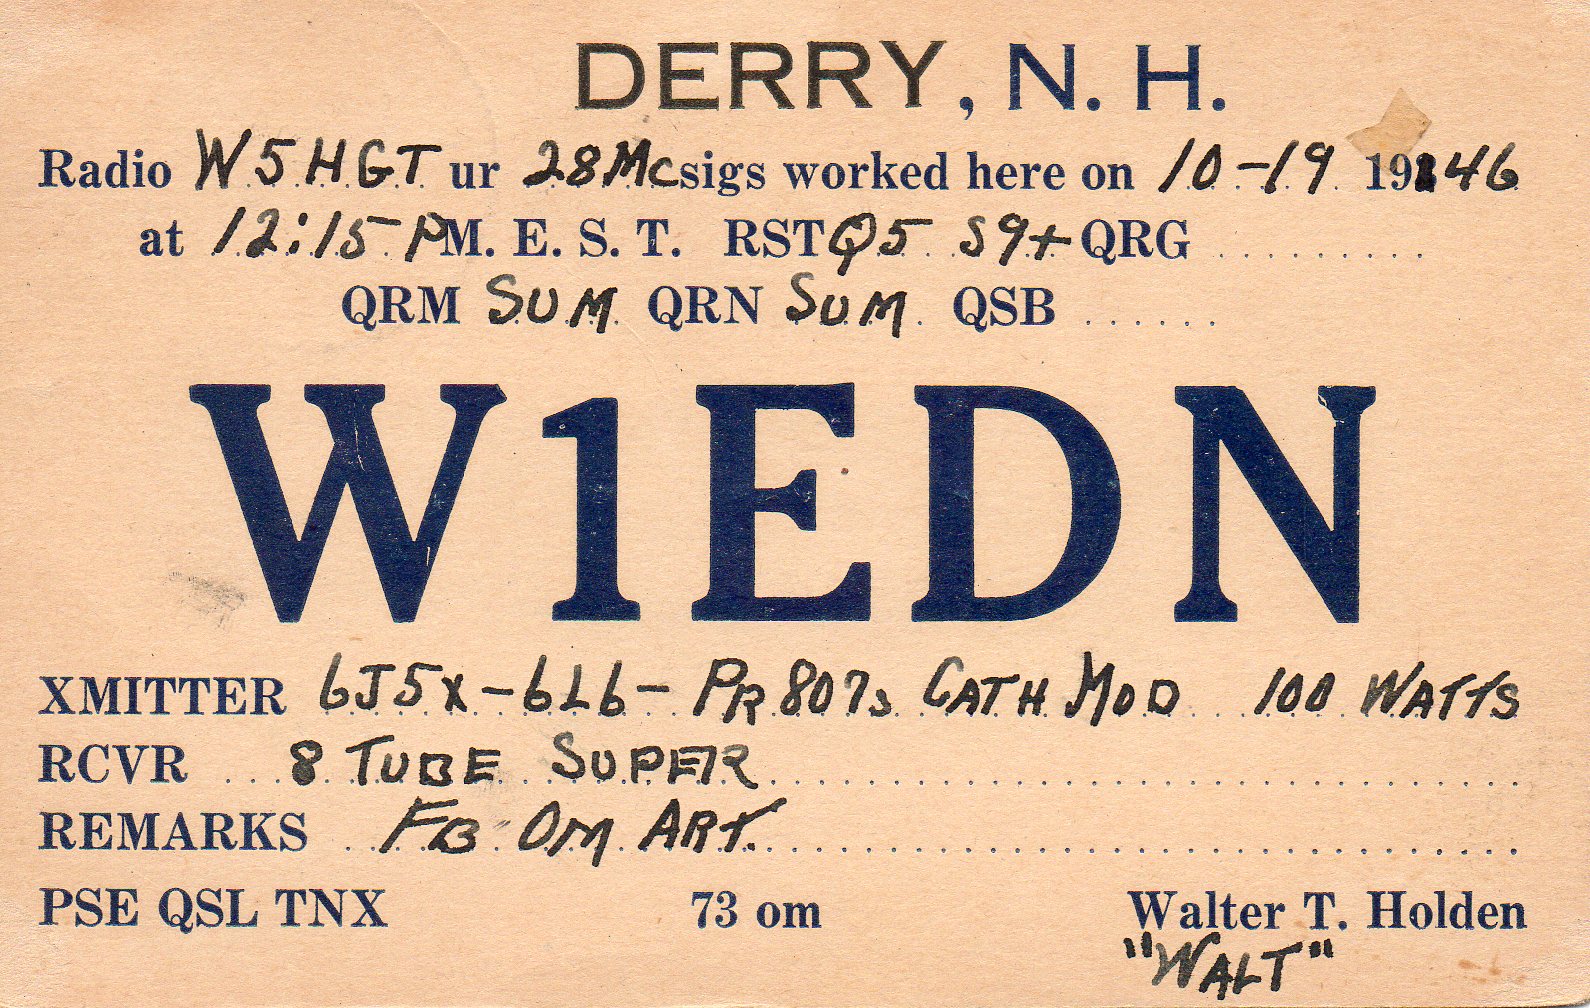 DERRY, N. H.
Radio W5HGT ur 28Mc sigs worked here on 10-19 1946
at 12:15 PM. E. S. T. RST Q5 S9+ QRG
QRM SUM QRN SUM QSB
W1EDN
XMITTER 6J5X-6L6-PR 807s CATH MOD 100 WATTS
RCVR 8 TUBE SUPER
REMARKS FB OM ART.
PSE QSL TNX 73 om Walter T. Holden
"WALT"